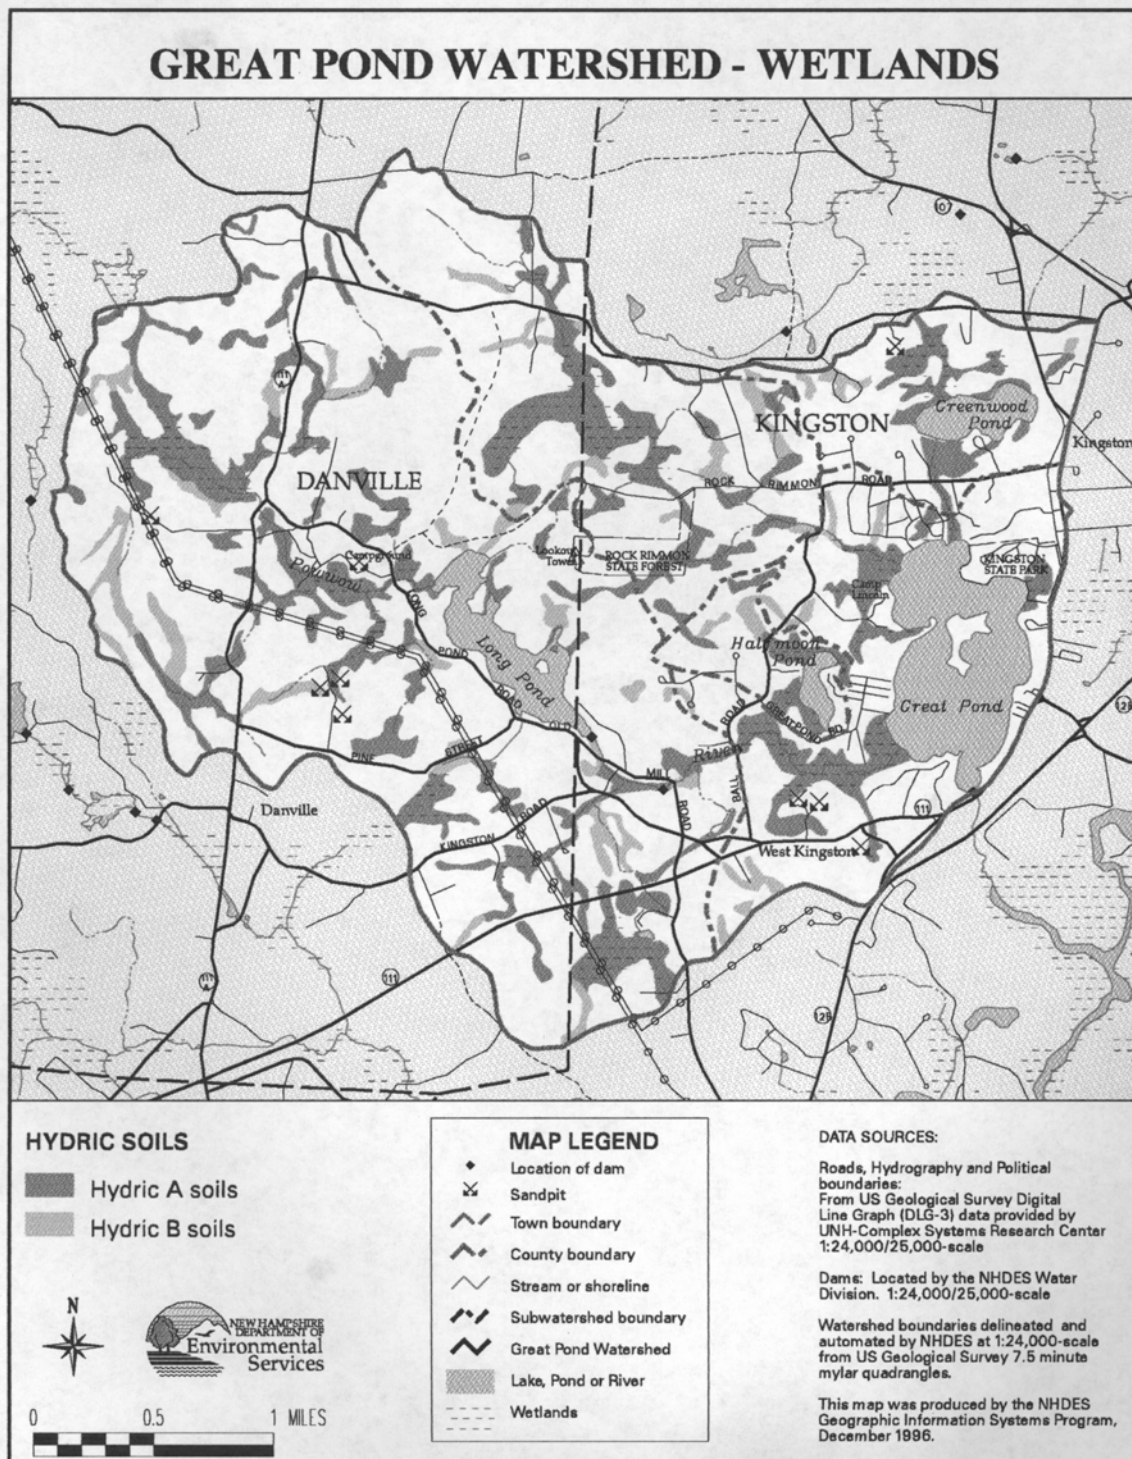 GREAT POND WATERSHED - WETLANDS
107
111
A
KINGSTON
Greenwood
Pond
Kingston
DANVILLE
ROCK RIMMON ROAD
Campground
Lookout
Tower
ROCK RIMMON
STATE FOREST
KINGSTON
STATE PARK
Powwow
Camp
Lincoln
LONG
POND
ROAD
Long Pond
Half moon
Pond
Great Pond
125
OLD
MILL
ROAD
River
GREAT POND RD
BALL
ROAD
PINE STREET
Danville
KINGSTON ROAD
111
West Kingston
111
A
111
125
HYDRIC SOILS
Hydric A soils
Hydric B soils
N
NEW HAMPSHIRE
DEPARTMENT OF
Environmental
Services
0 0.5 1 MILES
MAP LEGEND
Location of dam
Sandpit
Town boundary
County boundary
Stream or shoreline
Subwatershed boundary
Great Pond Watershed
Lake, Pond or River
Wetlands
DATA SOURCES:
Roads, Hydrography and Political
boundaries:
From US Geological Survey Digital
Line Graph (DLG-3) data provided by
UNH-Complex Systems Research Center
1:24,000/25,000-scale
Dams: Located by the NHDES Water
Division. 1:24,000/25,000-scale
Watershed boundaries delineated and
automated by NHDES at 1:24,000-scale
from US Geological Survey 7.5 minute
mylar quadrangles.
This map was produced by the NHDES
Geographic Information Systems Program,
December 1996.